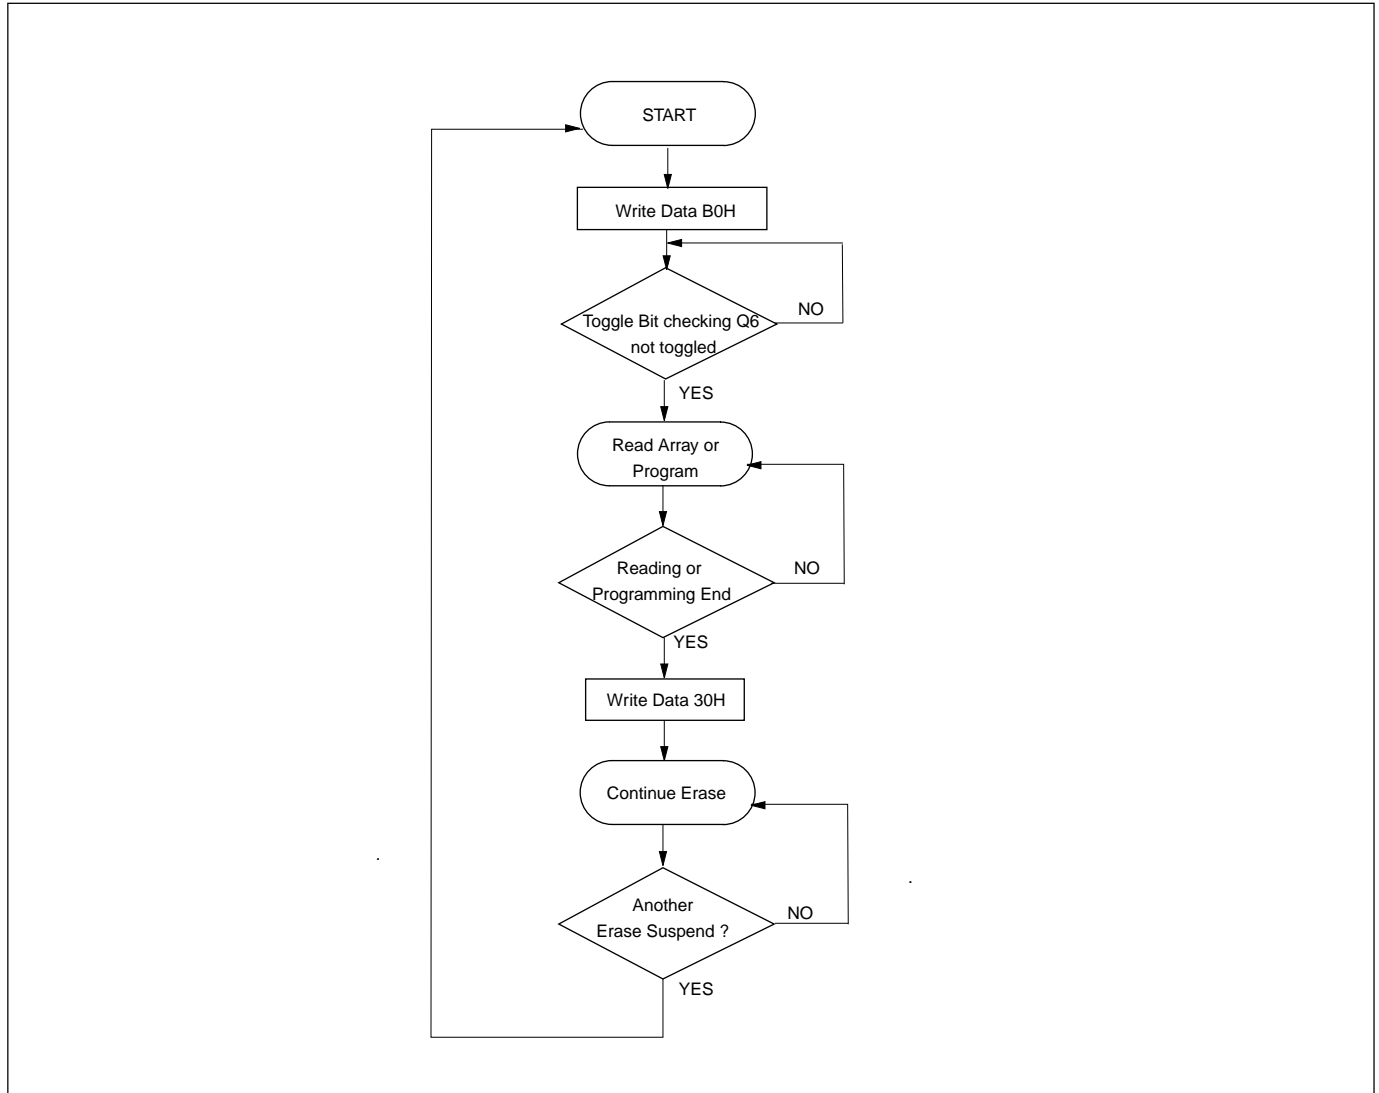 START
Write Data B0H
NO
Toggle Bit checking Q6
not toggled
YES
Read Array or
Program
NO
Reading or
Programming End
YES
Write Data 30H
Continue Erase
Another
NO
Erase Suspend ?
YES